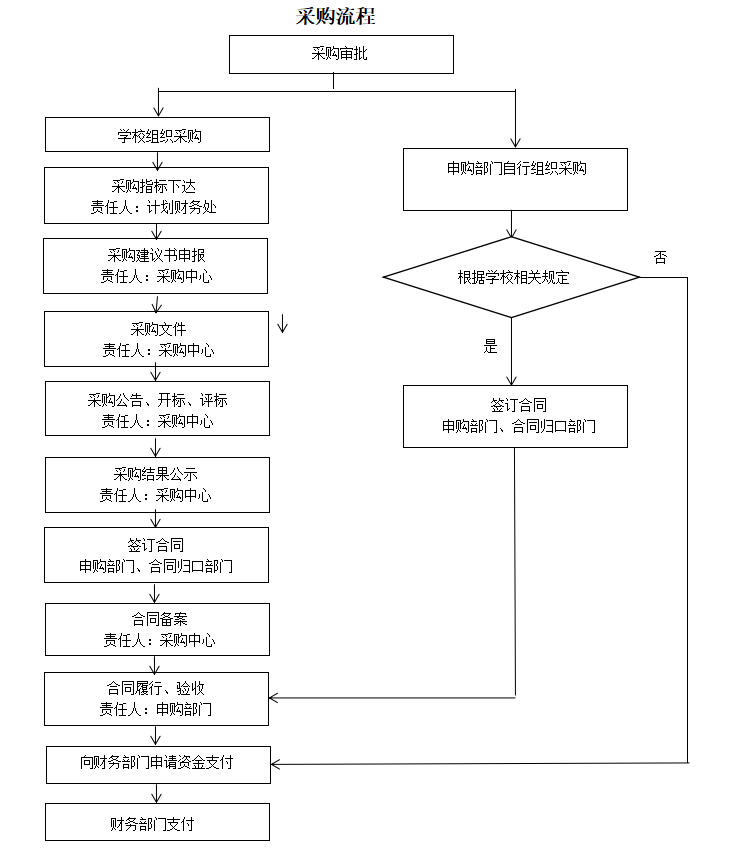 采购流程
采购审批
学校组织采购
采购指标下达
责任人：计划财务处
采购建议书申报
责任人：采购中心
采购文件
责任人：采购中心
采购公告、开标、评标
责任人：采购中心
采购结果公示
责任人：采购中心
签订合同
申购部门、合同归口部门
合同备案
责任人：采购中心
合同履行、验收
责任人：申购部门
向财务部门申请资金支付
财务部门支付
申购部门自行组织采购
根据学校相关规定
否
是
签订合同
申购部门、合同归口部门